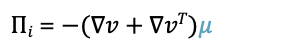 Πᵢ = −(∇v + ∇vᵀ)μ